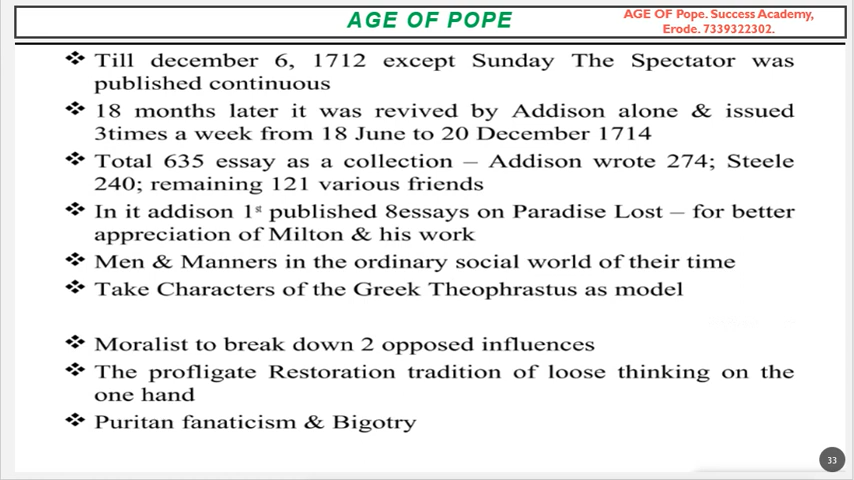 AGE OF POPE
AGE OF Pope. Success Academy,
Erode. 7339322302.
❖ Till december 6, 1712 except Sunday The Spectator was
published continuous
❖ 18 months later it was revived by Addison alone & issued
3times a week from 18 June to 20 December 1714
❖ Total 635 essay as a collection – Addison wrote 274; Steele
240; remaining 121 various friends
❖ In it addison 1st published 8essays on Paradise Lost – for better
appreciation of Milton & his work
❖ Men & Manners in the ordinary social world of their time
❖ Take Characters of the Greek Theophrastus as model
❖ Moralist to break down 2 opposed influences
❖ The profligate Restoration tradition of loose thinking on the
one hand
❖ Puritan fanaticism & Bigotry
33